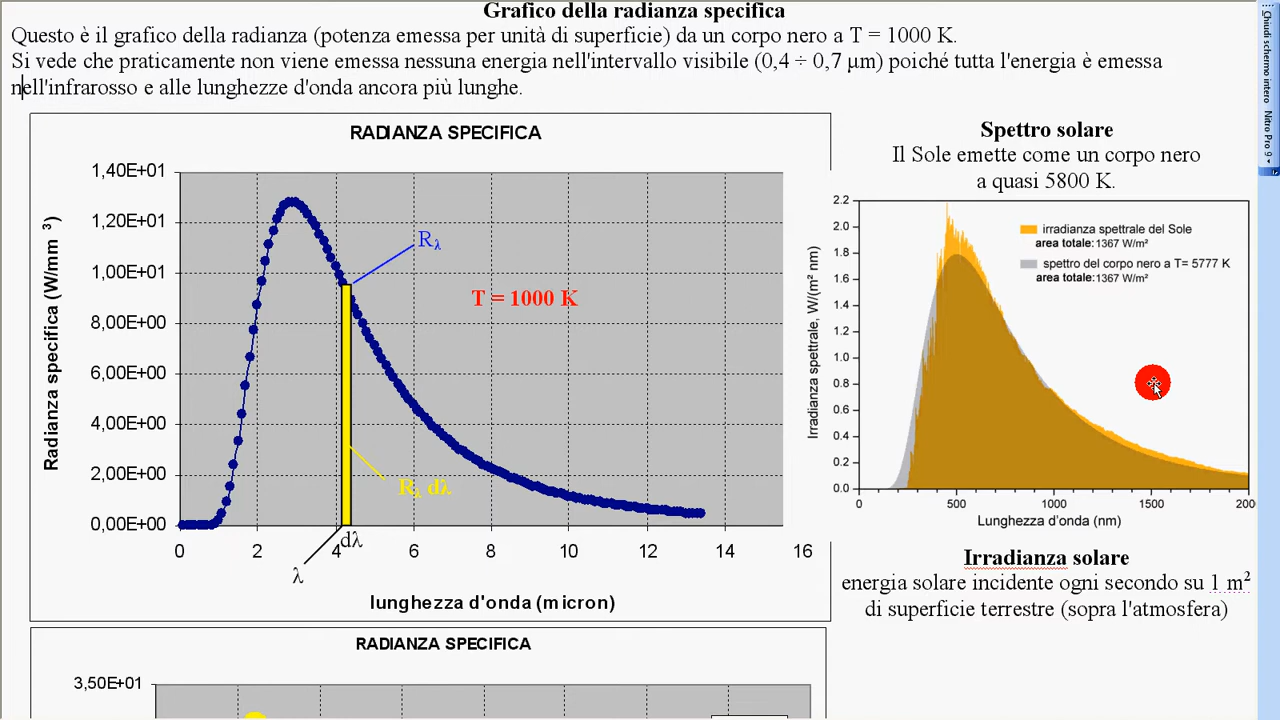 Grafico della radianza specifica
Questo è il grafico della radianza (potenza emessa per unità di superficie) da un corpo nero a T = 1000 K.
Si vede che praticamente non viene emessa nessuna energia nell'intervallo visibile (0,4 ÷ 0,7 μm) poiché tutta l'energia è emessa
nell'infrarosso e alle lunghezze d'onda ancora più lunghe.
RADIANZA SPECIFICA
1,40E+01
1,20E+01
1,00E+01
8,00E+00
6,00E+00
4,00E+00
2,00E+00
0,00E+00
Radianza specifica (W/mm ³)
Rλ
T = 1000 K
Rλ dλ
0 2 4 6 8 10 12 14 16
dλ
λ
lunghezza d'onda (micron)
Spettro solare
Il Sole emette come un corpo nero
a quasi 5800 K.
2.2
2.0
1.8
1.6
1.4
1.2
1.0
0.8
0.6
0.4
0.2
0.0
Irradianza spettrale, W/(m² nm)
irradianza spettrale del Sole
area totale: 1367 W/m²
spettro del corpo nero a T= 5777 K
area totale: 1367 W/m²
0 500 1000 1500 200
Lunghezza d'onda (nm)
Irradianza solare
energia solare incidente ogni secondo su 1 m²
di superficie terrestre (sopra l'atmosfera)
RADIANZA SPECIFICA
3,50E+01
Chiudi schermo intero
Nitro Pro 9